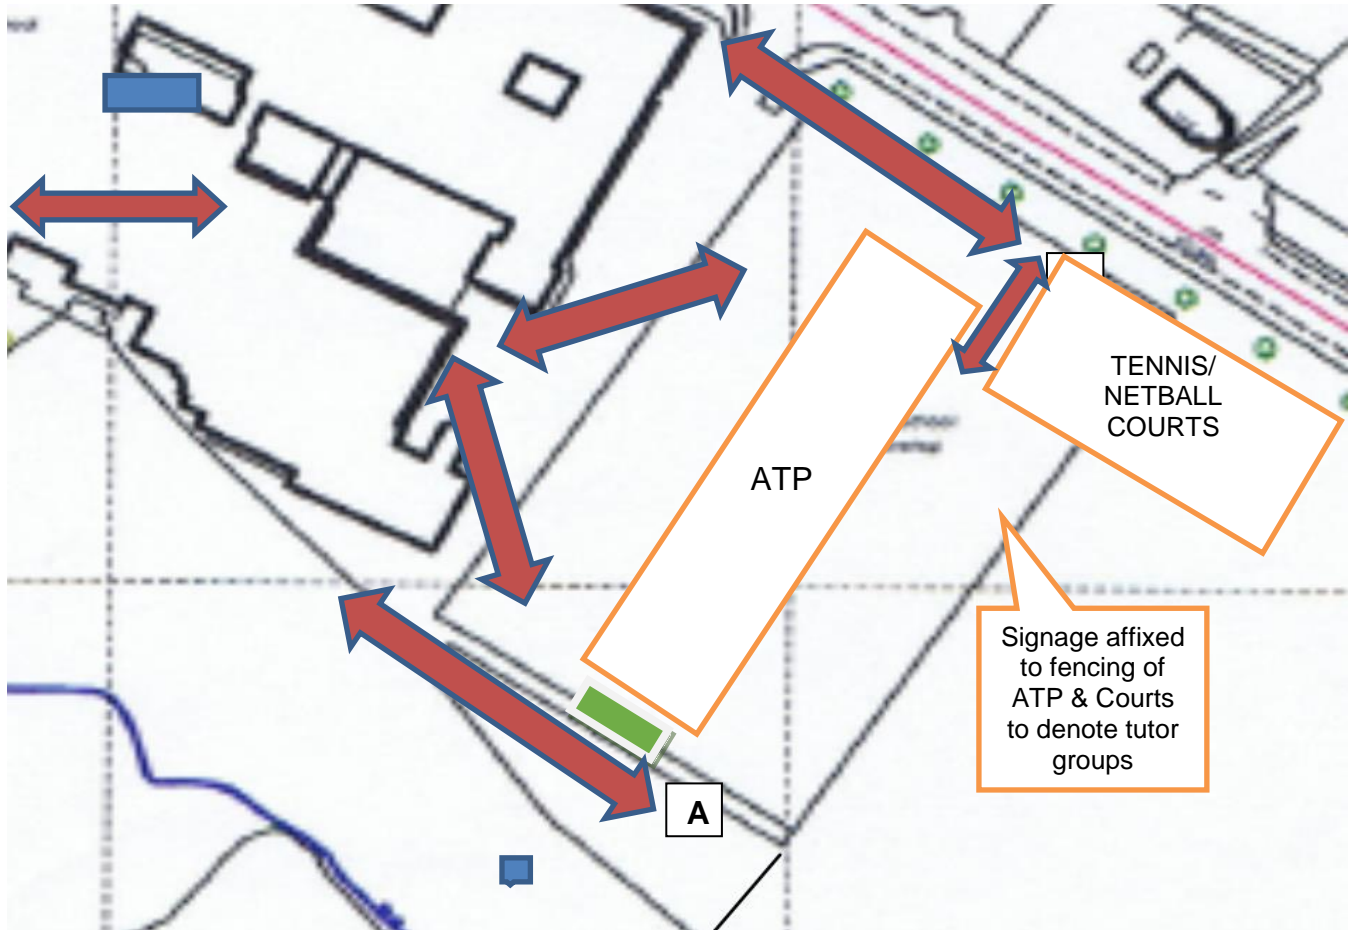 TENNIS/
NETBALL
COURTS
ATP
Signage affixed
to fencing of
ATP & Courts
to denote tutor
groups
A